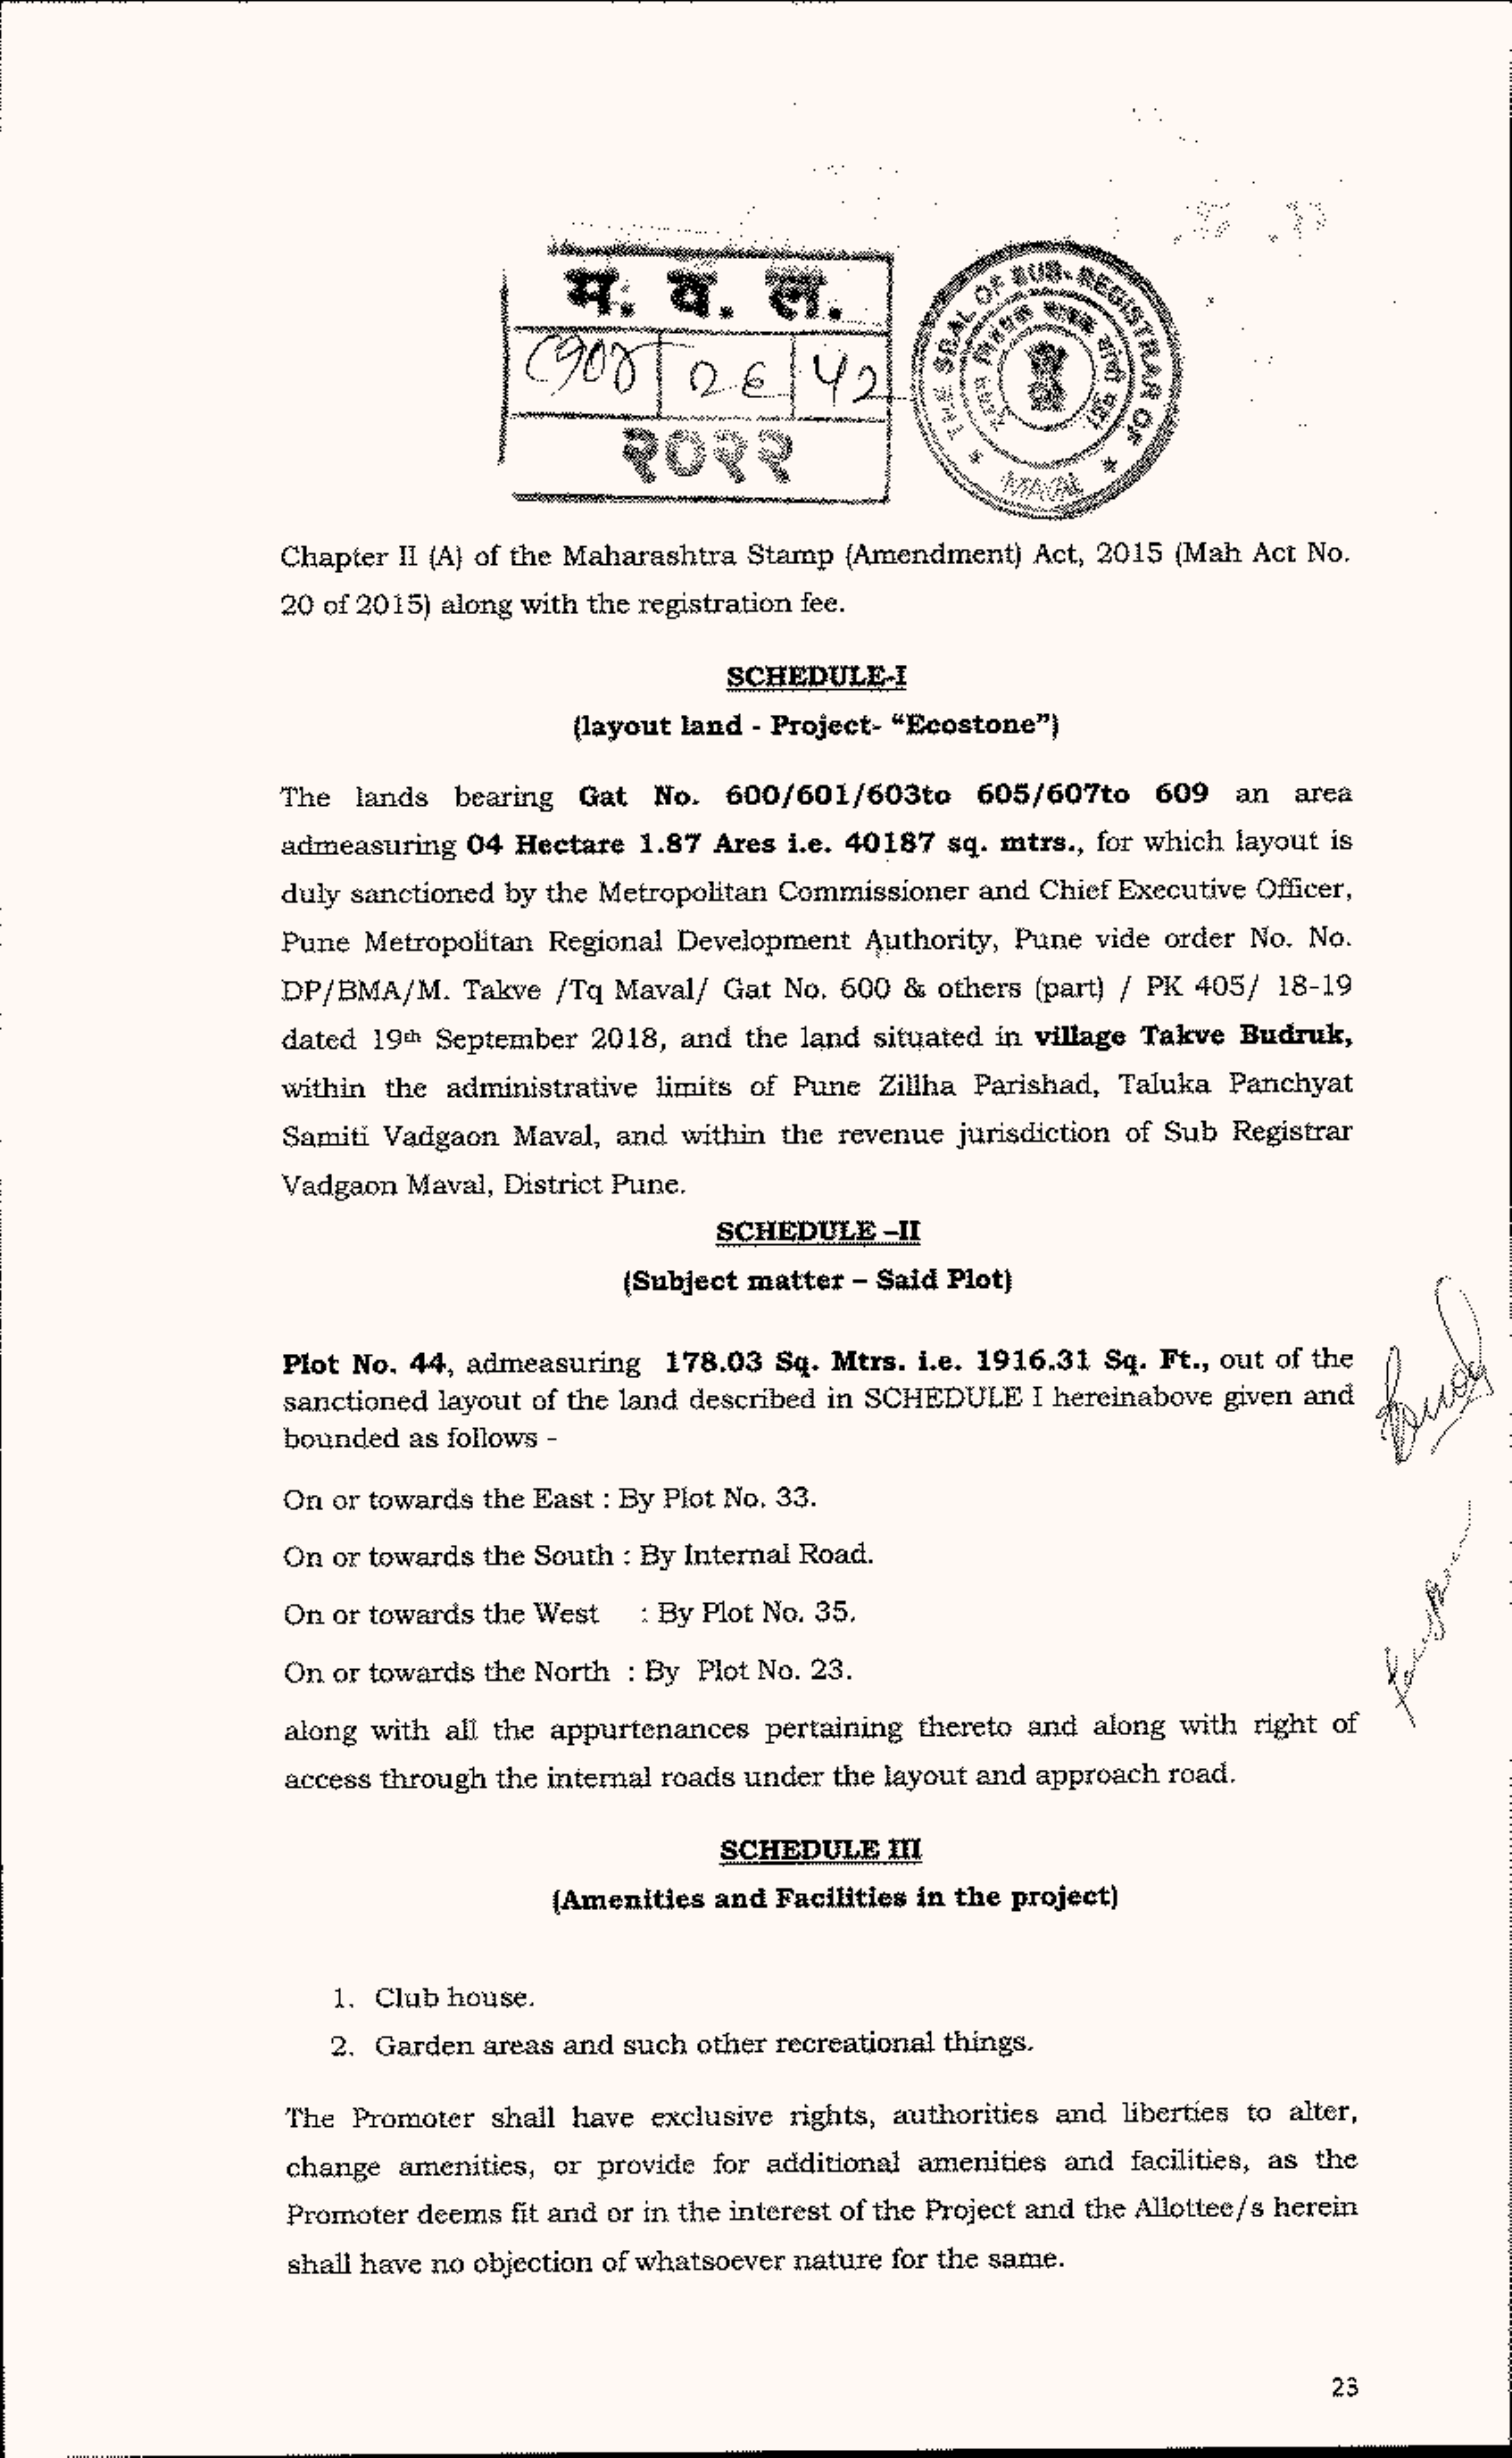 म. व. ल.
२०२२
THE SEAL OF SUB-REGISTRAR OF
MAVAL
Chapter II (A) of the Maharashtra Stamp (Amendment) Act, 2015 (Mah Act No.
20 of 2015) along with the registration fee.
SCHEDULE-I
(layout land - Project- “Ecostone”)
The lands bearing Gat No. 600/601/603to 605/607to 609 an area
admeasuring 04 Hectare 1.87 Ares i.e. 40187 sq. mtrs., for which layout is
duly sanctioned by the Metropolitan Commissioner and Chief Executive Officer,
Pune Metropolitan Regional Development Authority, Pune vide order No. No.
DP/BMA/M. Takve /Tq Maval/ Gat No. 600 & others (part) / PK 405/ 18-19
dated 19th September 2018, and the land situated in village Takve Budruk,
within the administrative limits of Pune Zillha Parishad, Taluka Panchyat
Samiti Vadgaon Maval, and within the revenue jurisdiction of Sub Registrar
Vadgaon Maval, District Pune.
SCHEDULE –II
(Subject matter – Said Plot)
Plot No. 44, admeasuring 178.03 Sq. Mtrs. i.e. 1916.31 Sq. Ft., out of the
sanctioned layout of the land described in SCHEDULE I hereinabove given and
bounded as follows -
On or towards the East : By Plot No. 33.
On or towards the South : By Internal Road.
On or towards the West : By Plot No. 35.
On or towards the North : By Plot No. 23.
along with all the appurtenances pertaining thereto and along with right of
access through the internal roads under the layout and approach road.
SCHEDULE III
(Amenities and Facilities in the project)
1. Club house.
2. Garden areas and such other recreational things.
The Promoter shall have exclusive rights, authorities and liberties to alter,
change amenities, or provide for additional amenities and facilities, as the
Promoter deems fit and or in the interest of the Project and the Allottee/s herein
shall have no objection of whatsoever nature for the same.
23